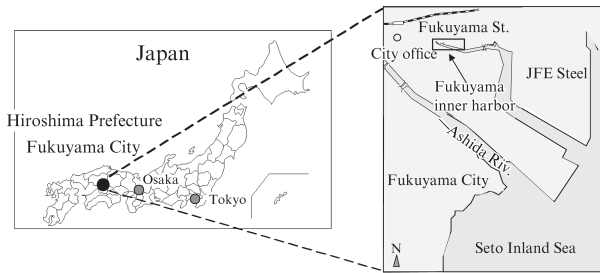 Japan
Hiroshima Prefecture
Fukuyama City
Osaka
Tokyo
Fukuyama St.
City office
JFE Steel
Fukuyama
inner harbor
Ashida Riv.
Fukuyama City
Seto Inland Sea
N